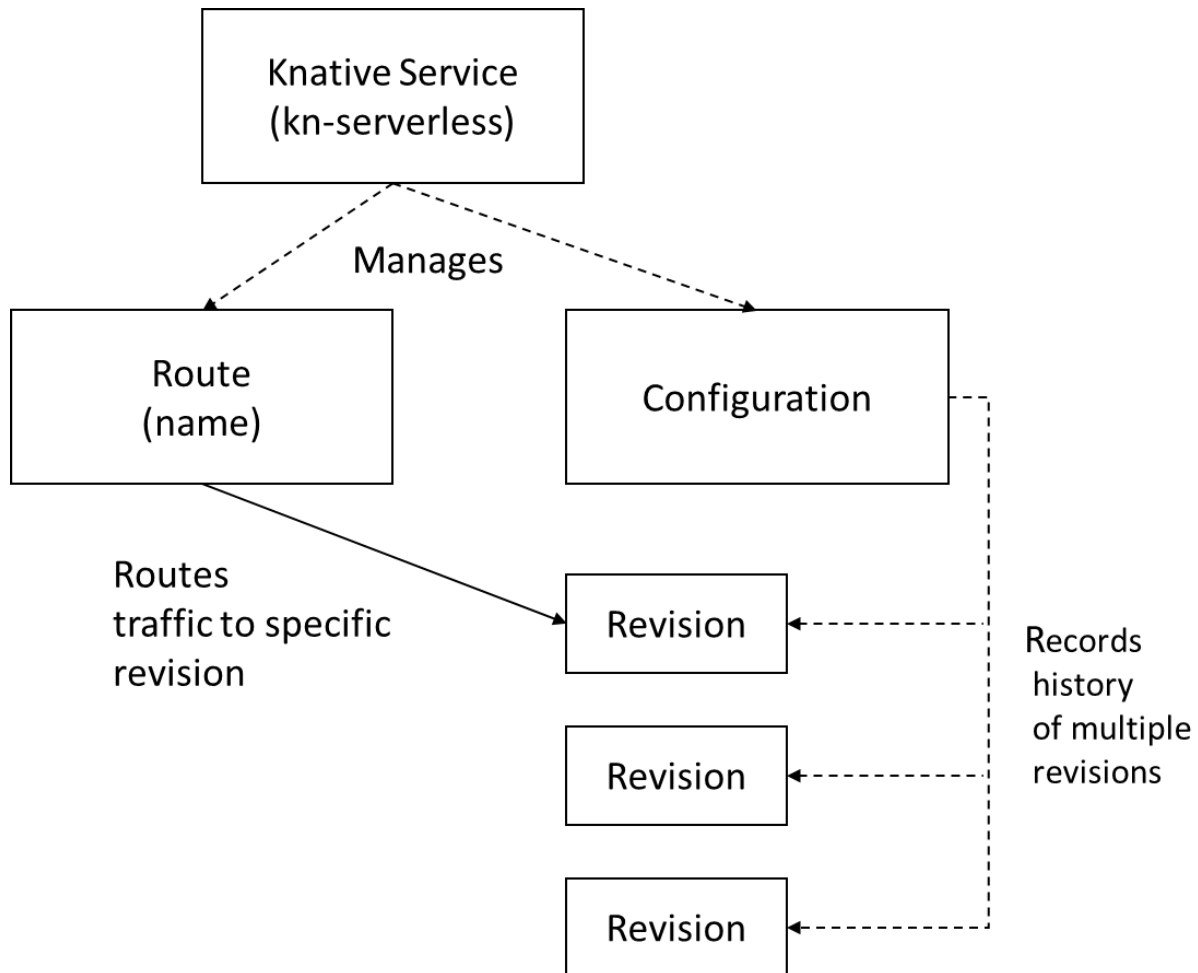 Knative Service
(kn-serverless)
Manages
Route
(name)
Configuration
Routes
traffic to specific
revision
Revision
Revision
Revision
Records
history
of multiple
revisions